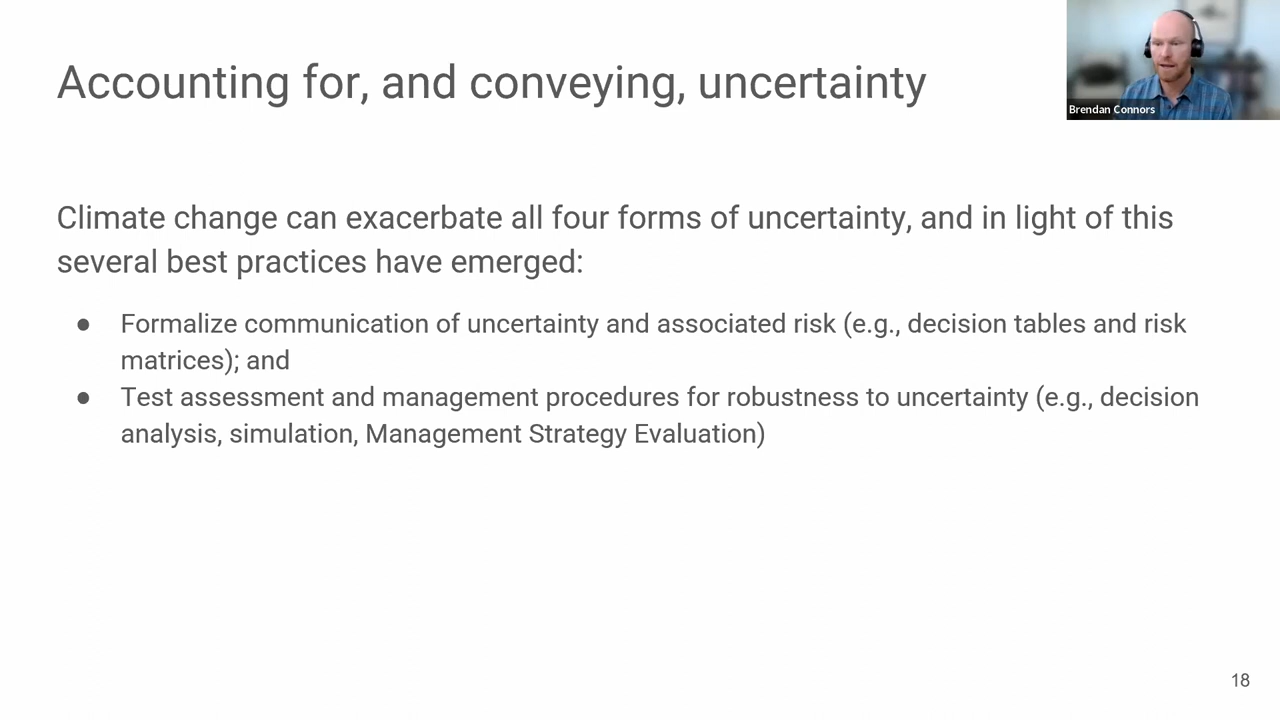 Accounting for, and conveying, uncertainty
Brendan Connors
Climate change can exacerbate all four forms of uncertainty, and in light of this
several best practices have emerged:
● Formalize communication of uncertainty and associated risk (e.g., decision tables and risk
matrices); and
● Test assessment and management procedures for robustness to uncertainty (e.g., decision
analysis, simulation, Management Strategy Evaluation)
18